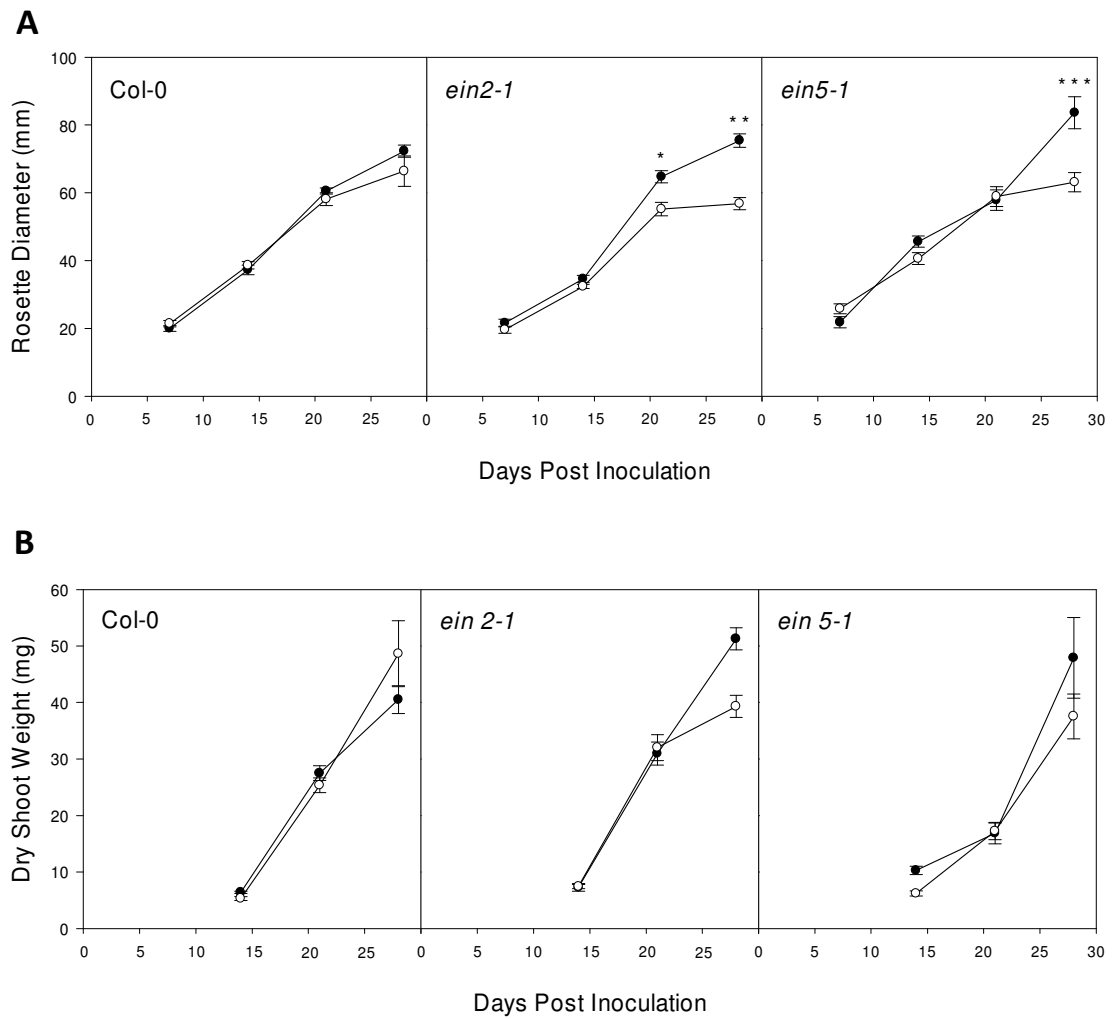 A
Rosette Diameter (mm)
100
80
60
40
20
0
Col-0
ein2-1
ein5-1
*
* *
* * *
0 5 10 15 20 25 0 5 10 15 20 25 0 5 10 15 20 25 30
Days Post Inoculation
B
Dry Shoot Weight (mg)
60
50
40
30
20
10
0
Col-0
ein 2-1
ein 5-1
0 5 10 15 20 25 0 5 10 15 20 25 0 5 10 15 20 25 30
Days Post Inoculation